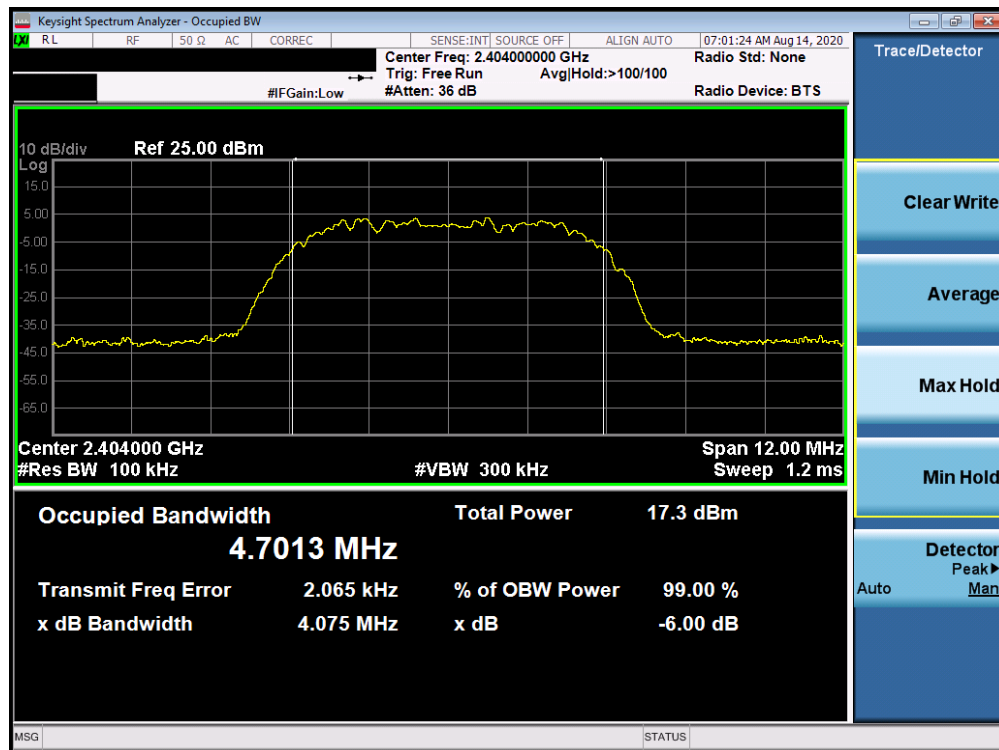 Keysight Spectrum Analyzer - Occupied BW
LXI RL RF 50 Ω AC CORREC SENSE:INT SOURCE OFF ALIGN AUTO 07:01:24 AM Aug 14, 2020
Center Freq: 2.404000000 GHz Radio Std: None
Trig: Free Run Avg|Hold:>100/100
#IFGain:Low #Atten: 36 dB Radio Device: BTS
Trace/Detector
10 dB/div Ref 25.00 dBm
Log
15.0
5.00
-5.00
-15.0
-25.0
-35.0
-45.0
-55.0
-65.0
Center 2.404000 GHz Span 12.00 MHz
#Res BW 100 kHz #VBW 300 kHz Sweep 1.2 ms
Occupied Bandwidth Total Power 17.3 dBm
4.7013 MHz
Transmit Freq Error 2.065 kHz % of OBW Power 99.00 %
x dB Bandwidth 4.075 MHz x dB -6.00 dB
Clear Write
Average
Max Hold
Min Hold
Detector
Peak▶
Auto Man
MSG STATUS